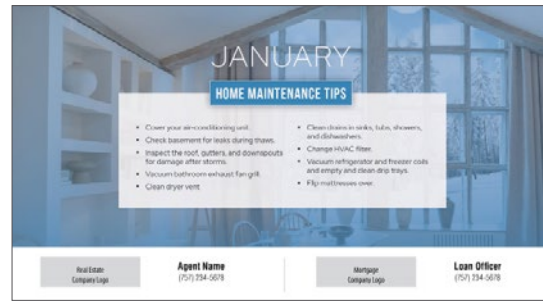 JANUARY
HOME MAINTENANCE TIPS
• Cover your air-conditioning unit.
• Check basement for leaks during thaws.
• Inspect the roof, gutters, and downspouts
for damage after storms.
• Vacuum bathroom exhaust fan grill.
• Clean dryer vent
• Clean drains in sinks, tubs, showers,
and dishwashers.
• Change HVAC filter.
• Vacuum refrigerator and freezer coils
and empty and clean drip trays.
• Flip mattresses over.
Real Estate
Company Logo
Agent Name
(757) 234-5678
Mortgage
Company Logo
Loan Officer
(757) 234-5678